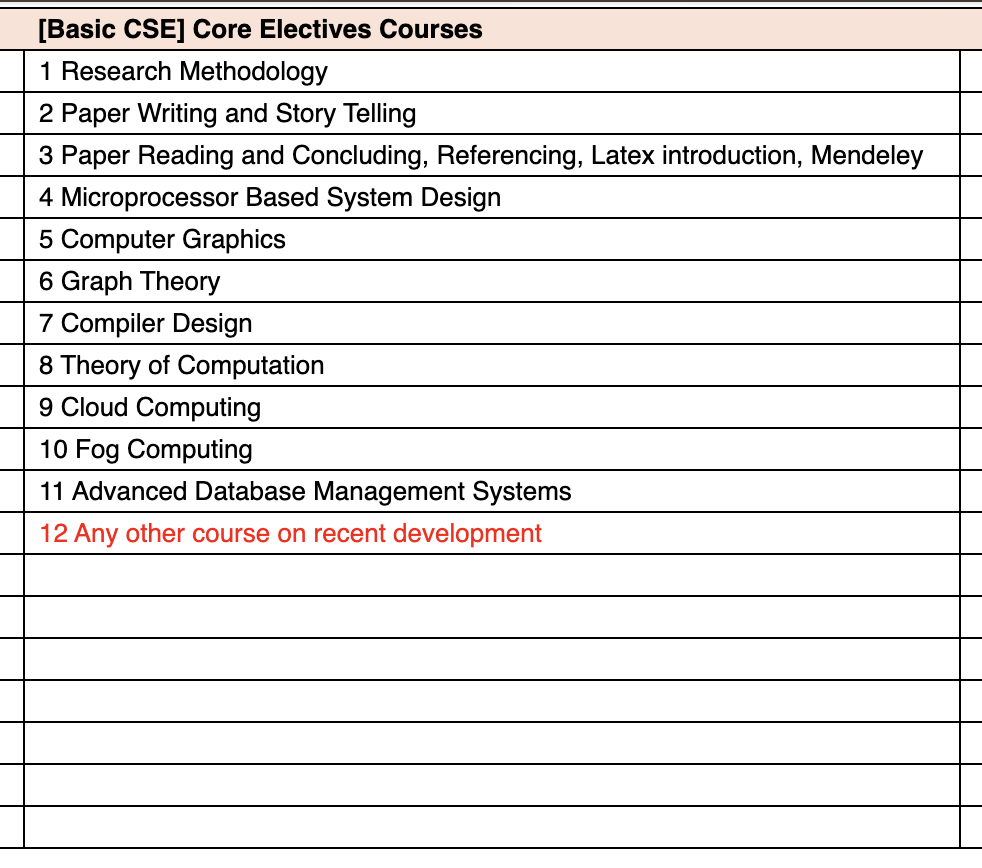 [Basic CSE] Core Electives Courses
1 Research Methodology
2 Paper Writing and Story Telling
3 Paper Reading and Concluding, Referencing, Latex introduction, Mendeley
4 Microprocessor Based System Design
5 Computer Graphics
6 Graph Theory
7 Compiler Design
8 Theory of Computation
9 Cloud Computing
10 Fog Computing
11 Advanced Database Management Systems
12 Any other course on recent development